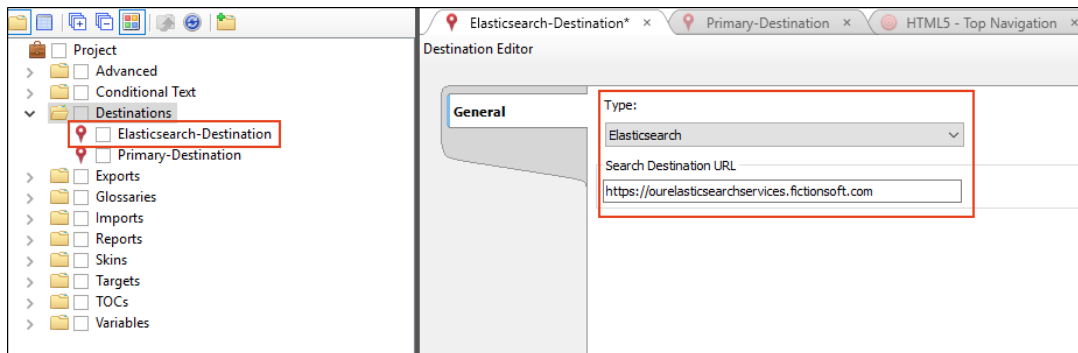 Project
Advanced
Conditional Text
Destinations
Elasticsearch-Destination
Primary-Destination
Exports
Glossaries
Imports
Reports
Skins
Targets
TOCs
Variables
Elasticsearch-Destination* × Primary-Destination × HTML5 - Top Navigation ×
Destination Editor
General
Type:
Elasticsearch
Search Destination URL
https://ourelasticsearchservices.fictionsoft.com